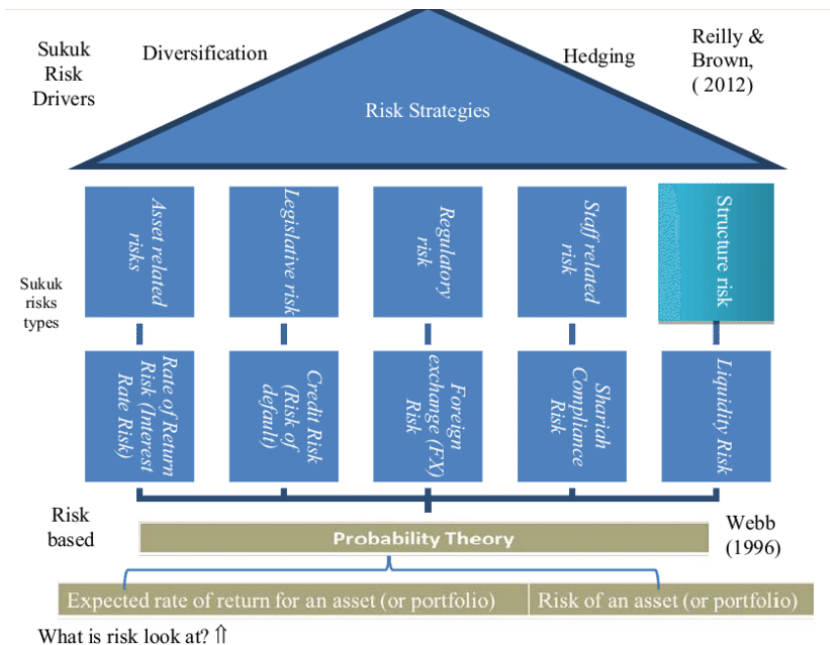 Sukuk
Risk
Drivers
Diversification
Hedging
Reilly &
Brown,
( 2012)
Risk Strategies
Sukuk
risks
types
Asset related
risks
Legislative risk
Regulatory
risk
Staff related
risk
Structure risk
Rate of Return
Risk (Interest
Rate Risk)
Credit Risk
(Risk of
default)
Foreign
exchange (FX)
Risk
Shariah
Compliance
Risk
Liquidity Risk
Risk
based
Probability Theory
Webb
(1996)
Expected rate of return for an asset (or portfolio)
Risk of an asset (or portfolio)
What is risk look at? ⇑